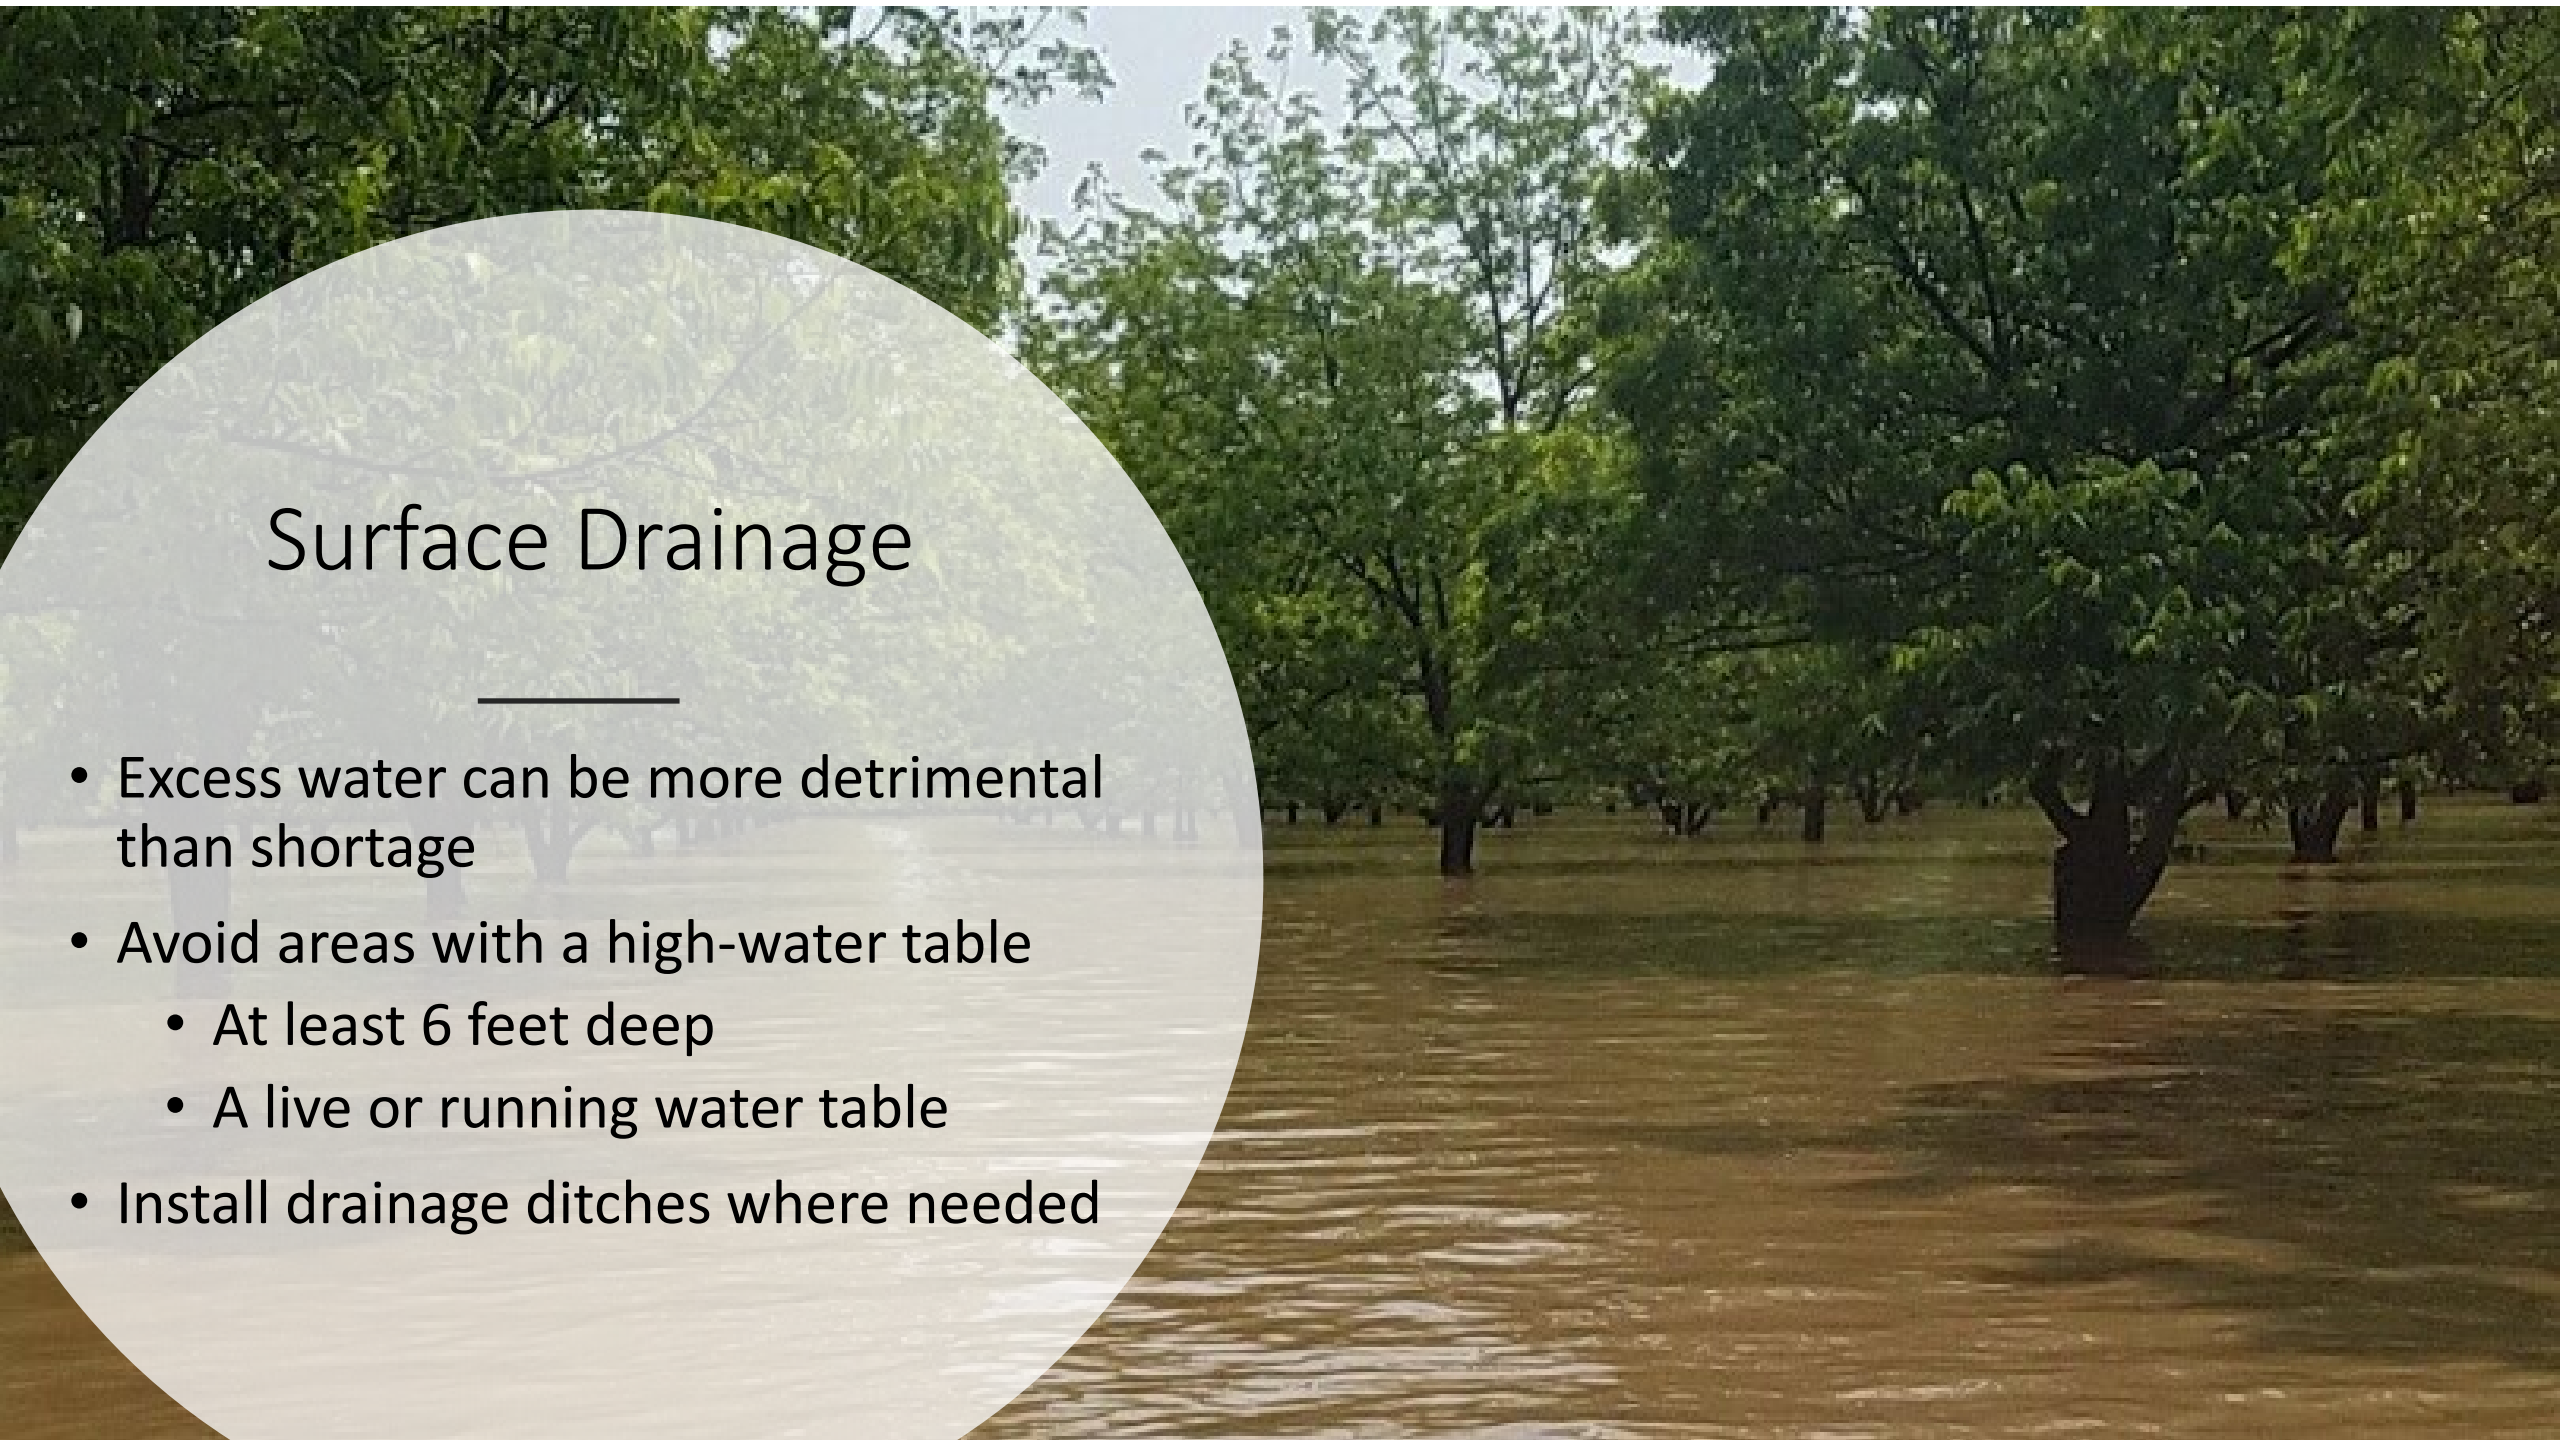 Surface Drainage
• Excess water can be more detrimental
than shortage
• Avoid areas with a high-water table
• At least 6 feet deep
• A live or running water table
• Install drainage ditches where needed